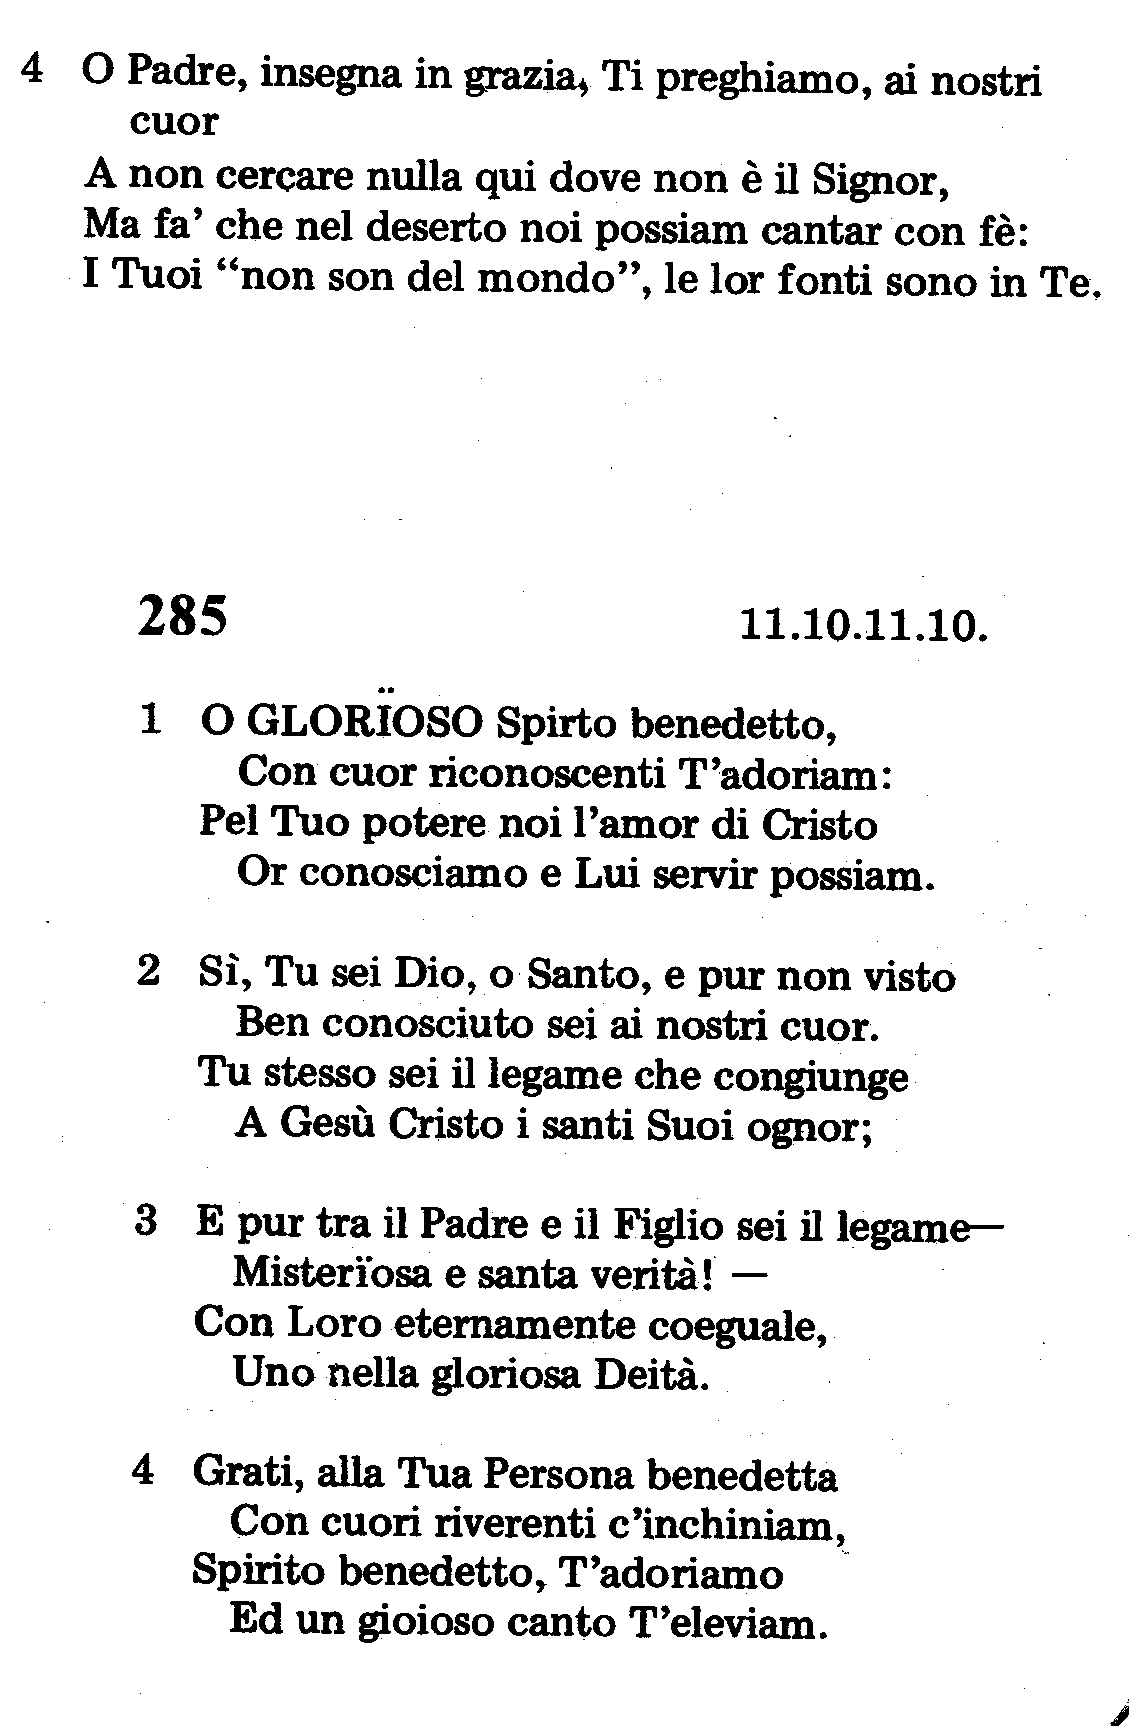 4 O Padre, insegna in grazia, Ti preghiamo, ai nostri
cuor
A non cercare nulla qui dove non è il Signor,
Ma fa’ che nel deserto noi possiam cantar con fè:
I Tuoi “non son del mondo”, le lor fonti sono in Te.
285 11.10.11.10.
1 O GLORÏOSO Spirto benedetto,
Con cuor riconoscenti T’adoriam:
Pel Tuo potere noi l’amor di Cristo
Or conosciamo e Lui servir possiam.
2 Sì, Tu sei Dio, o Santo, e pur non visto
Ben conosciuto sei ai nostri cuor.
Tu stesso sei il legame che congiunge
A Gesù Cristo i santi Suoi ognor;
3 E pur tra il Padre e il Figlio sei il legame—
Misterïosa e santa verità! —
Con Loro eternamente coeguale,
Uno nella gloriosa Deità.
4 Grati, alla Tua Persona benedetta
Con cuori riverenti c’inchiniam,
Spirito benedetto, T’adoriamo
Ed un gioioso canto T’eleviam.